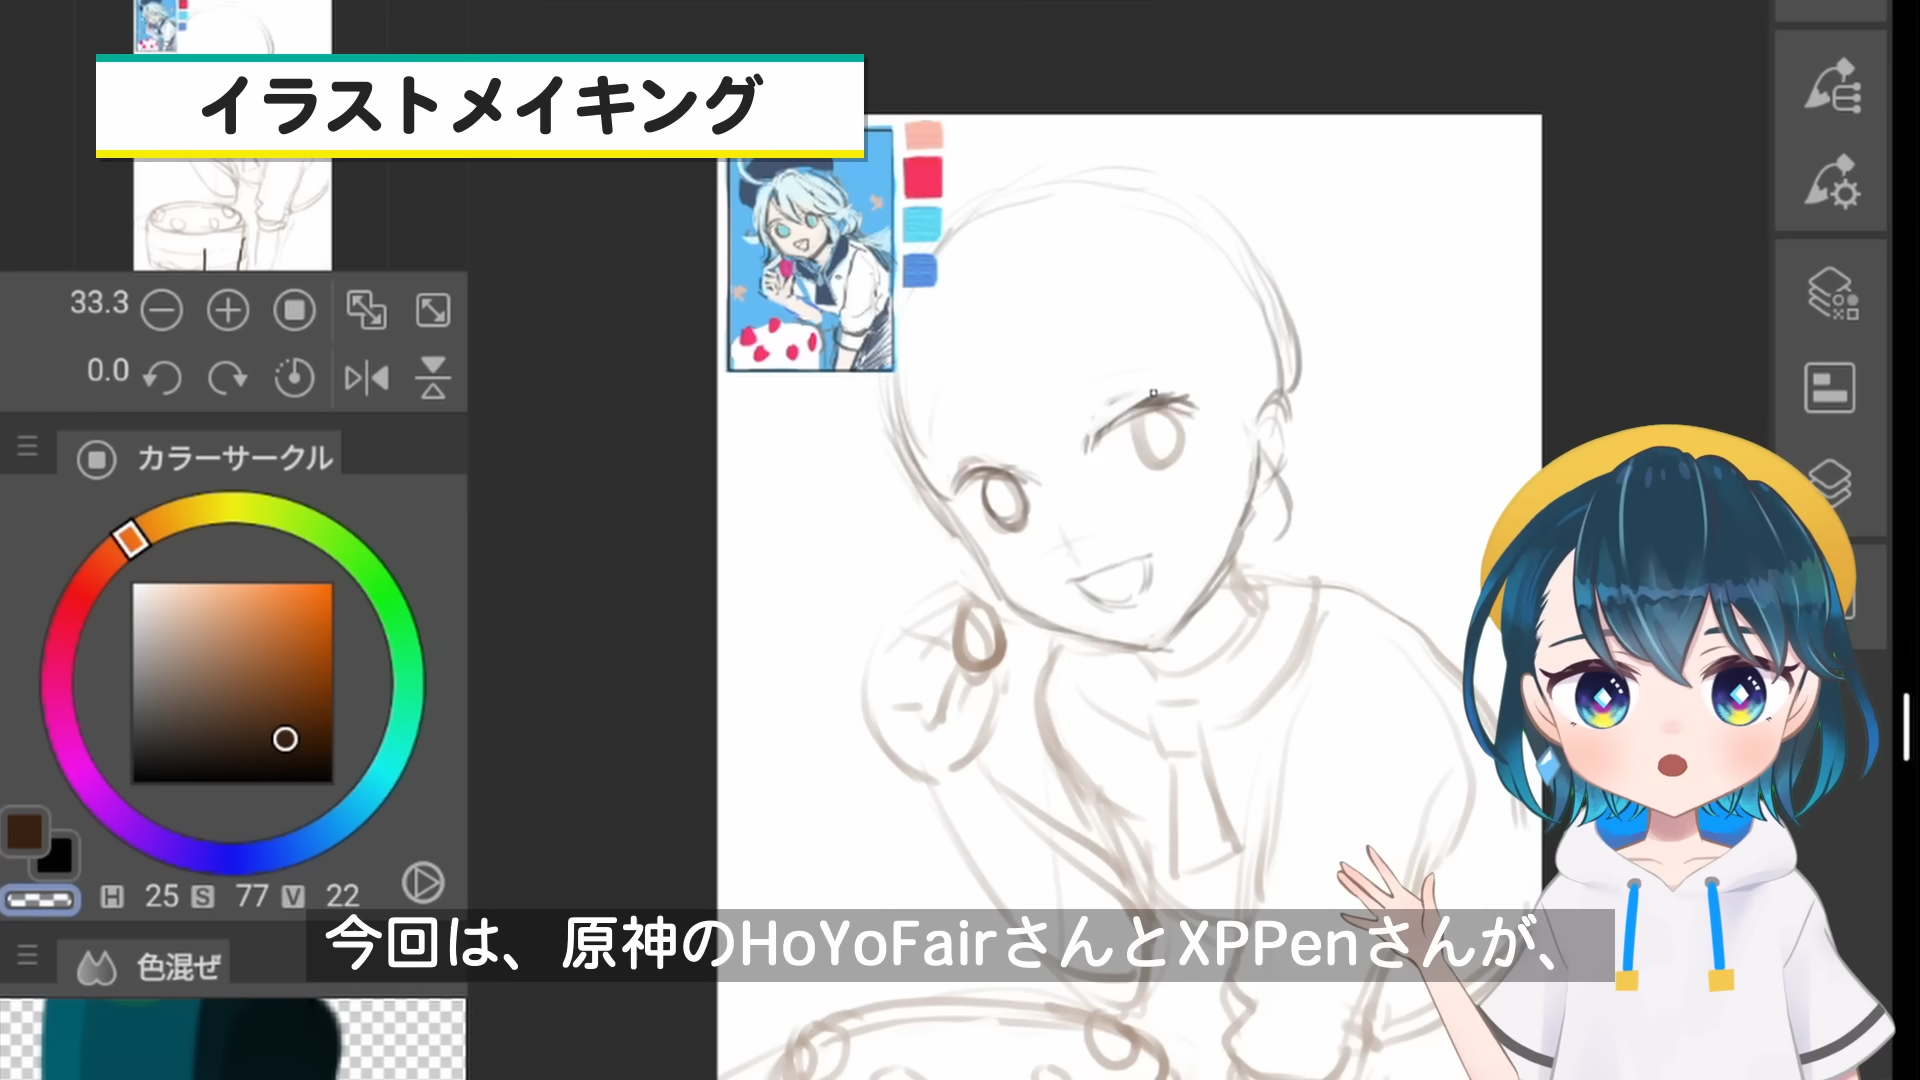 イラストメイキング
33.3
0.0
カラーサークル
H 25 S 77 V 22
今回は、原神のHoYoFairさんとXPPenさんが、
色混ぜ